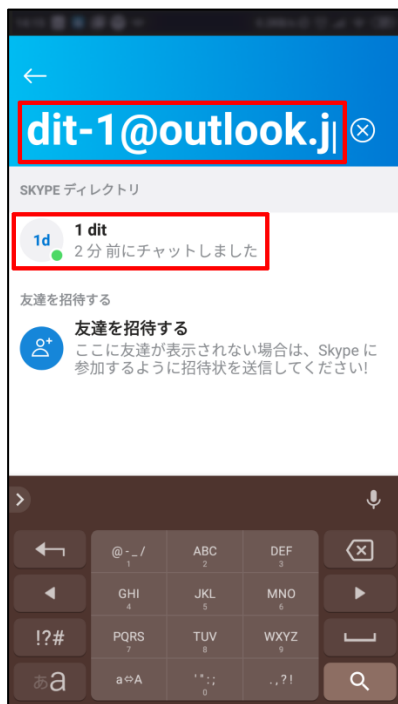 dit-1@outlook.j
SKYPE ディレクトリ
1d
1 dit
2 分 前にチャットしました
友達を招待する
友達を招待する
ここに友達が表示されない場合は、Skype に
参加するように招待状を送信してください!
@-_/ ABC DEF
1 2 3
GHI JKL MNO
4 5 6
!?# PQRS TUV WXYZ
7 8 9
あa a⇔A '":; .,?!
0